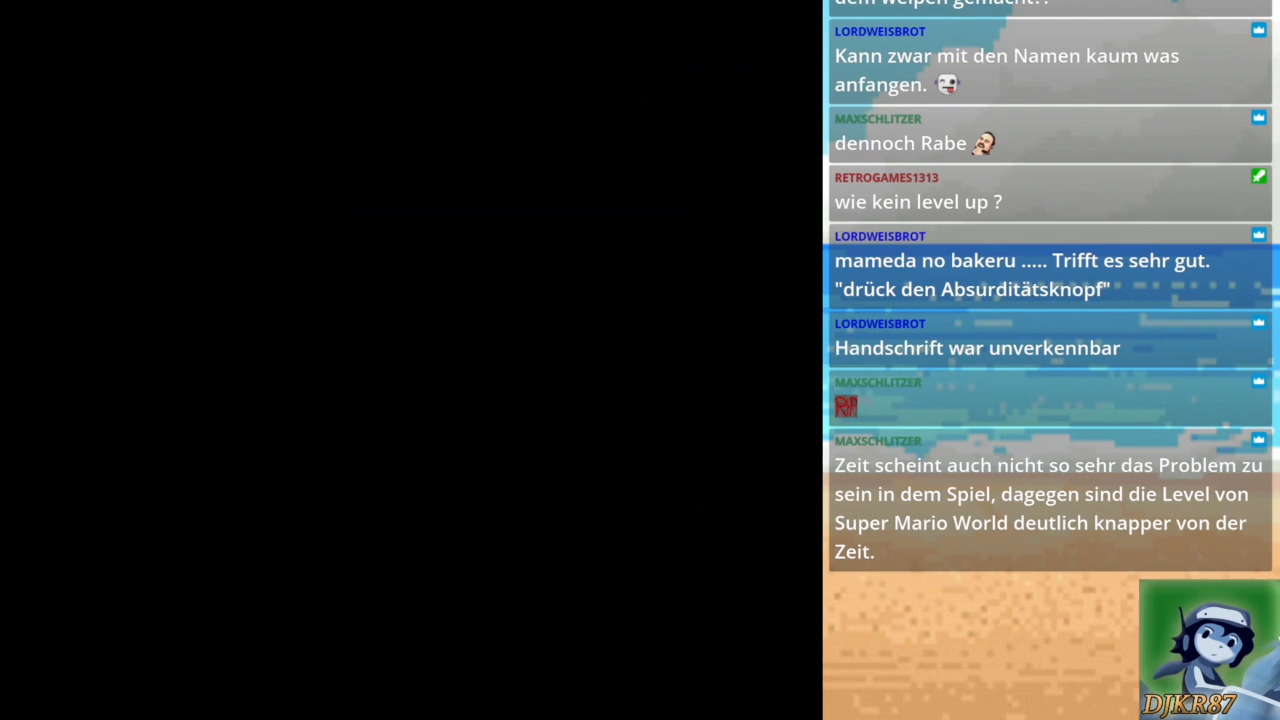 dem welpen gemacht??
LORDWEISBROT
Kann zwar mit den Namen kaum was
anfangen.
MAXSCHLITZER
dennoch Rabe
RETROGAMES1313
wie kein level up ?
LORDWEISBROT
mameda no bakeru ..... Trifft es sehr gut.
"drück den Absurditätsknopf"
LORDWEISBROT
Handschrift war unverkennbar
MAXSCHLITZER
MAXSCHLITZER
Zeit scheint auch nicht so sehr das Problem zu
sein in dem Spiel, dagegen sind die Level von
Super Mario World deutlich knapper von der
Zeit.
DJKR87